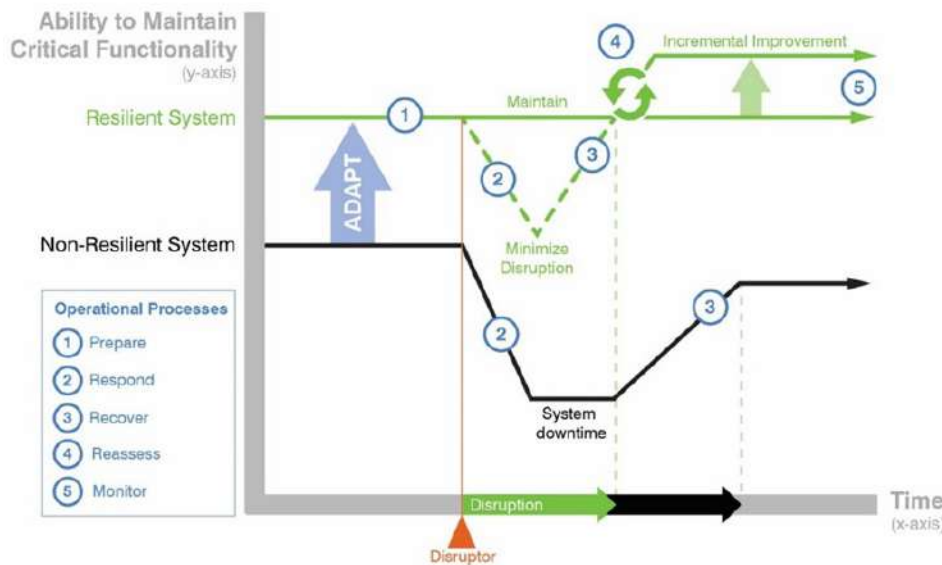 Ability to Maintain
Critical Functionality
(y-axis)
4
Incremental Improvement
Resilient System
1
Maintain
5
ADAPT
2
3
Non-Resilient System
Minimize
Disruption
Operational Processes
1 Prepare
2 Respond
3 Recover
4 Reassess
5 Monitor
2
3
System
downtime
Disruption
Time
(x-axis)
Disruptor